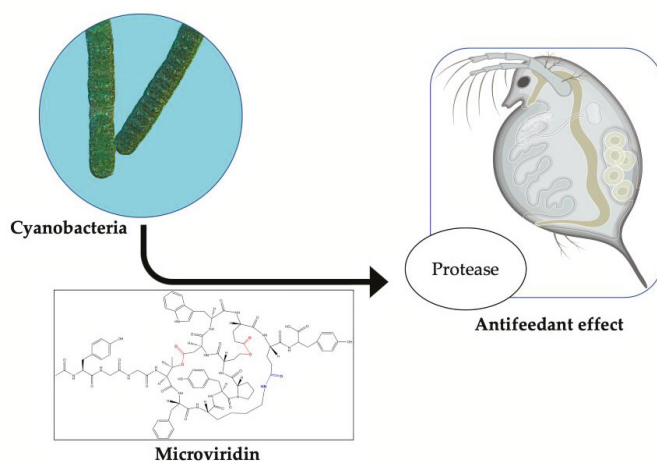 Cyanobacteria
Protease
Antifeedant effect
Microviridin